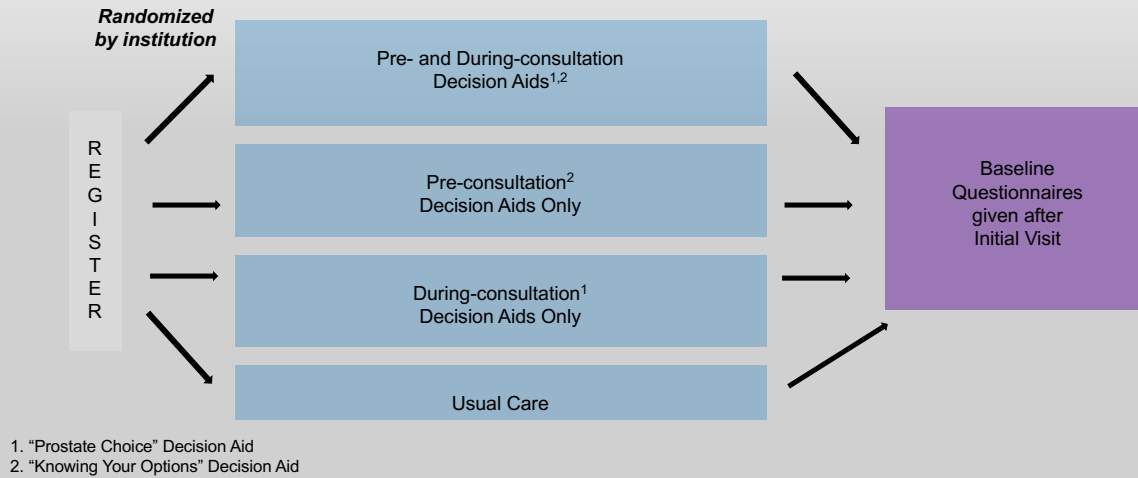 Randomized
by institution
REGISTER
Pre- and During-consultation
Decision Aids1,2
Pre-consultation2
Decision Aids Only
During-consultation1
Decision Aids Only
Usual Care
Baseline
Questionnaires
given after
Initial Visit
1. “Prostate Choice” Decision Aid
2. “Knowing Your Options” Decision Aid